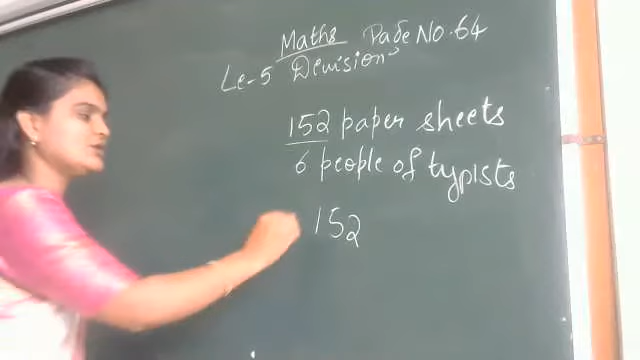 Maths Page No. 64
Le-5 Devision
152 paper sheets
6 people of typists
152